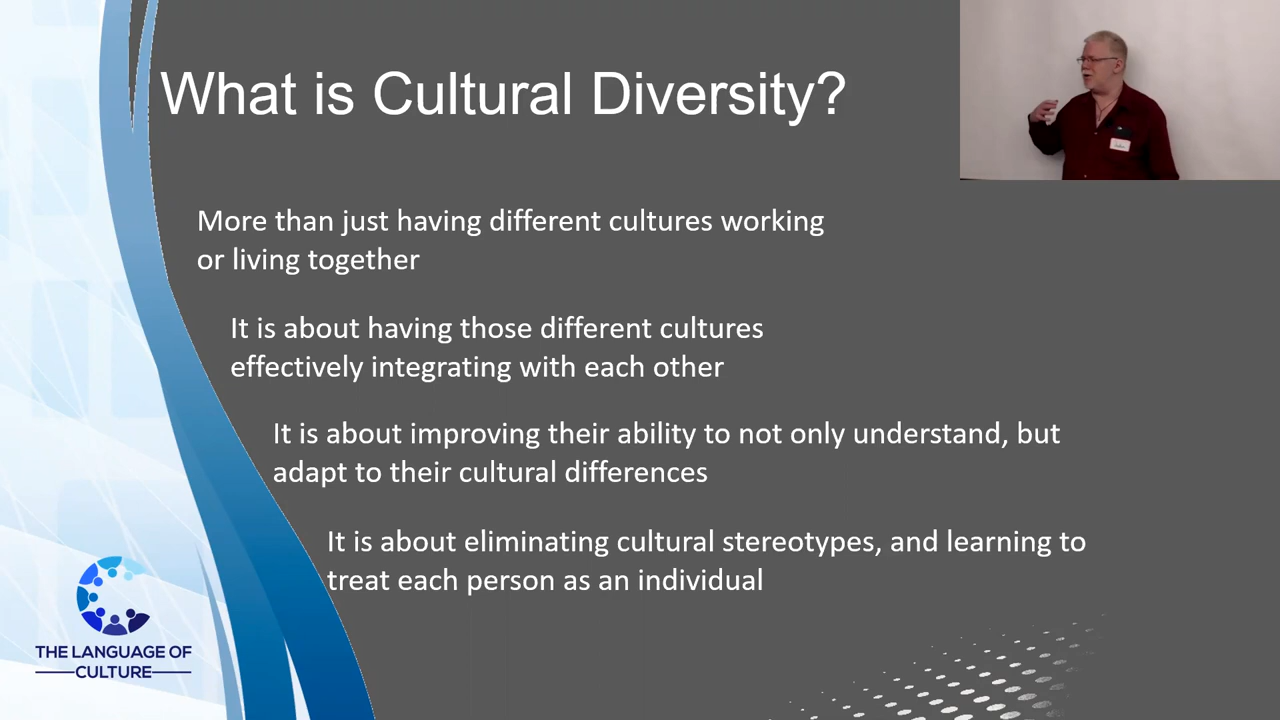 What is Cultural Diversity?
More than just having different cultures working
or living together
It is about having those different cultures
effectively integrating with each other
It is about improving their ability to not only understand, but
adapt to their cultural differences
It is about eliminating cultural stereotypes, and learning to
treat each person as an individual
THE LANGUAGE OF
CULTURE